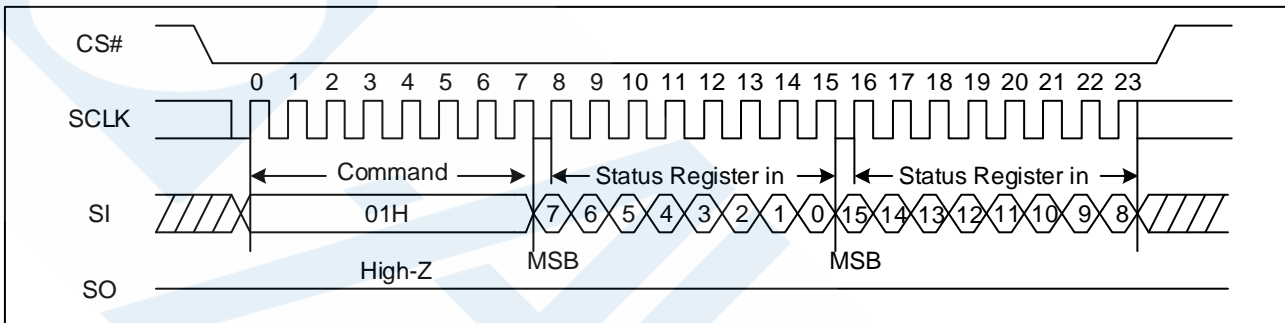 CS#
0 1 2 3 4 5 6 7 8 9 10 11 12 13 14 15 16 17 18 19 20 21 22 23
SCLK
Command Status Register in Status Register in
SI 01H 7 6 5 4 3 2 1 0 15 14 13 12 11 10 9 8
High-Z MSB MSB
SO